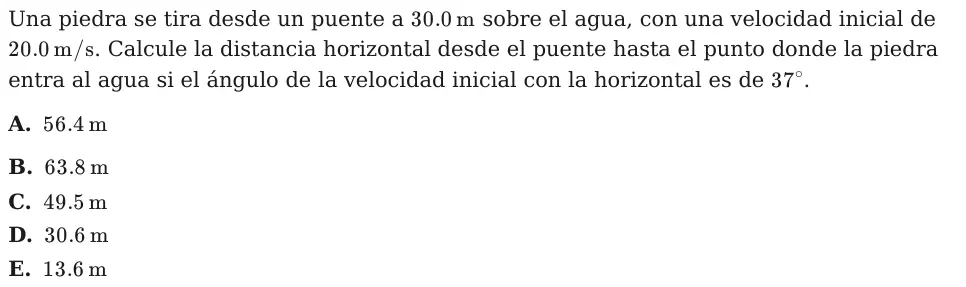 Una piedra se tira desde un puente a 30.0 m sobre el agua, con una velocidad inicial de
20.0 m/s. Calcule la distancia horizontal desde el puente hasta el punto donde la piedra
entra al agua si el ángulo de la velocidad inicial con la horizontal es de 37°.
A. 56.4 m
B. 63.8 m
C. 49.5 m
D. 30.6 m
E. 13.6 m